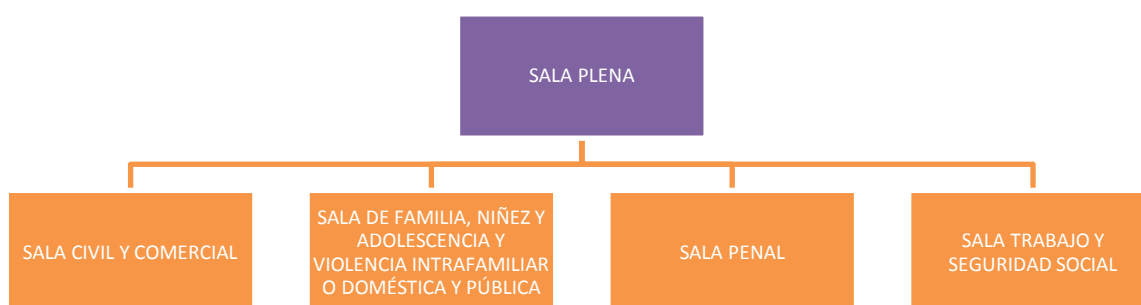 SALA PLENA
SALA CIVIL Y COMERCIAL
SALA DE FAMILIA, NIÑEZ Y
ADOLESCENCIA Y
VIOLENCIA INTRAFAMILIAR
O DOMÉSTICA Y PÚBLICA
SALA PENAL
SALA TRABAJO Y
SEGURIDAD SOCIAL